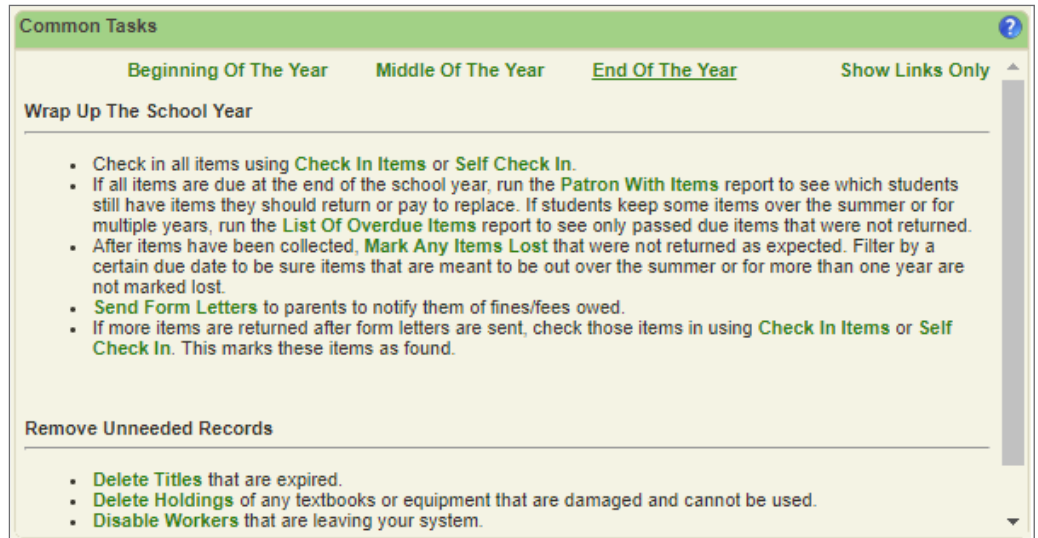 Common Tasks
Beginning Of The Year Middle Of The Year End Of The Year Show Links Only
Wrap Up The School Year
• Check in all items using Check In Items or Self Check In.
• If all items are due at the end of the school year, run the Patron With Items report to see which students
still have items they should return or pay to replace. If students keep some items over the summer or for
multiple years, run the List Of Overdue Items report to see only passed due items that were not returned.
• After items have been collected, Mark Any Items Lost that were not returned as expected. Filter by a
certain due date to be sure items that are meant to be out over the summer or for more than one year are
not marked lost.
• Send Form Letters to parents to notify them of fines/fees owed.
• If more items are returned after form letters are sent, check those items in using Check In Items or Self
Check In. This marks these items as found.
Remove Unneeded Records
• Delete Titles that are expired.
• Delete Holdings of any textbooks or equipment that are damaged and cannot be used.
• Disable Workers that are leaving your system.